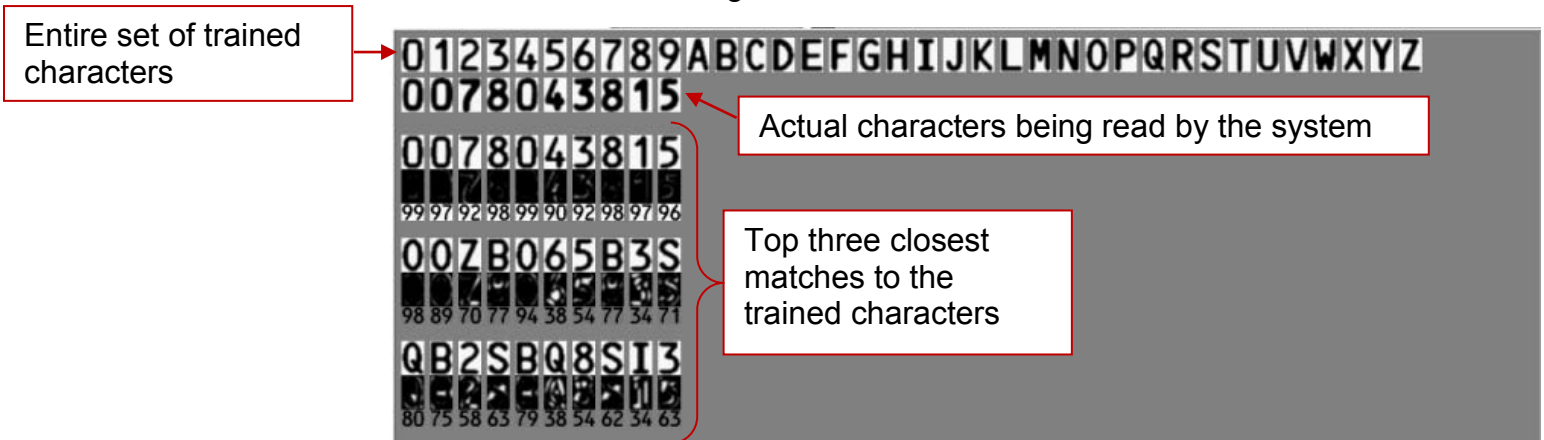 Entire set of trained
characters
0123456789ABCDEFGHIJKLMNOPQRSTUVWXYZ
0078043815
Actual characters being read by the system
0078043815
99 97 92 98 99 90 92 98 97 96
Top three closest
matches to the
trained characters
OOZBO65B3S
98 89 70 77 94 38 54 77 34 71
QB2SBQ8SI3
80 75 58 63 79 38 54 62 34 63